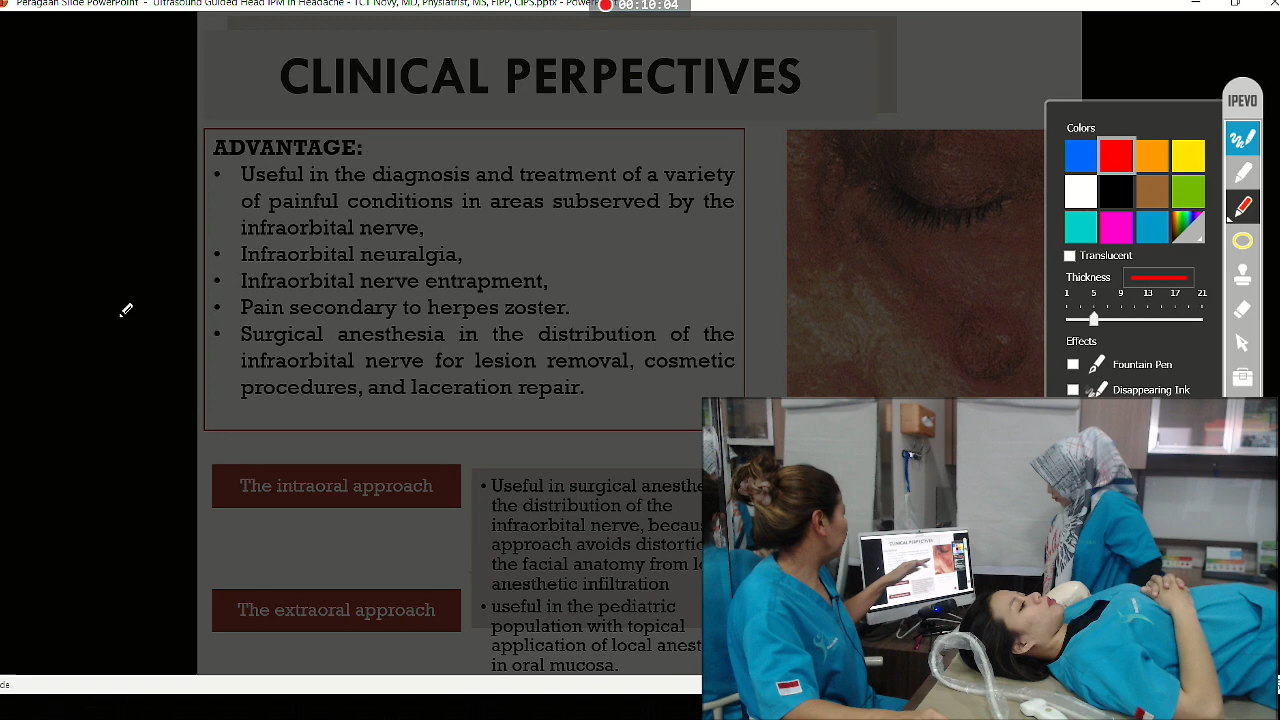 Peragaan Slide PowerPoint - Ultrasound Guided Head IPM in Headache - TCT Novy, MD, Physiatrist, MS, FIPP, CIPS.pptx - Powe
00:10:04
CLINICAL PERPECTIVES
ADVANTAGE:
• Useful in the diagnosis and treatment of a variety
of painful conditions in areas subserved by the
infraorbital nerve,
• Infraorbital neuralgia,
• Infraorbital nerve entrapment,
• Pain secondary to herpes zoster.
• Surgical anesthesia in the distribution of the
infraorbital nerve for lesion removal, cosmetic
procedures, and laceration repair.
The intraoral approach
• Useful in surgical anesthe
the distribution of the
infraorbital nerve, becau
approach avoids distortio
the facial anatomy from lo
anesthetic infiltration
The extraoral approach
• useful in the pediatric
population with topical
application of local anest
in oral mucosa.
de
IPEVO
Colors
Translucent
Thickness
1 5 9 13 17 21
Effects
Fountain Pen
Disappearing Ink
CLINICAL PERPECTIVES